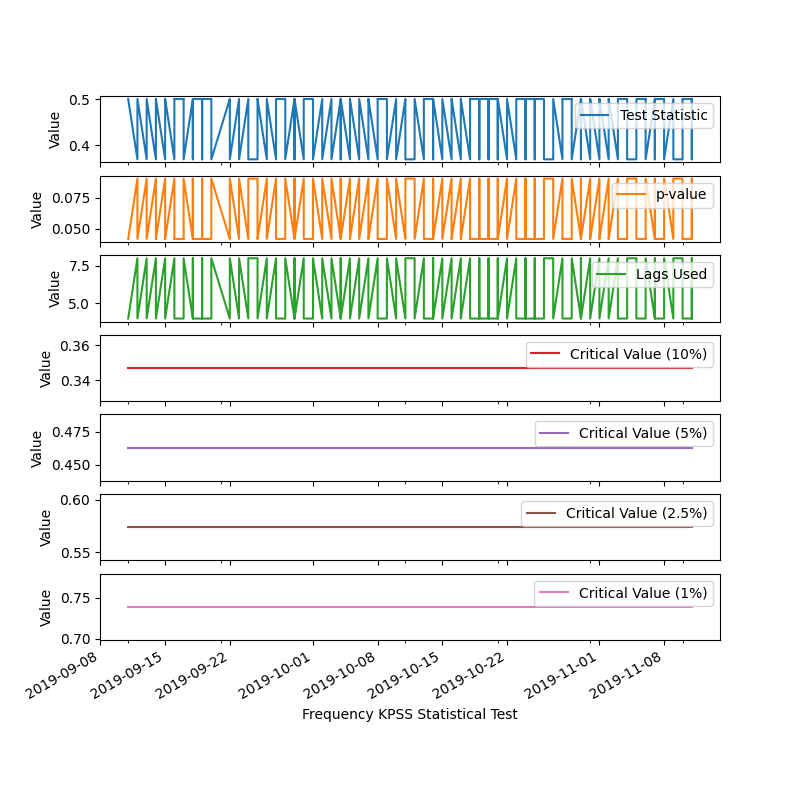 0.5
0.4
Value
Test Statistic
0.075
0.050
Value
p-value
7.5
5.0
Value
Lags Used
0.36
0.34
Value
Critical Value (10%)
0.475
0.450
Value
Critical Value (5%)
0.60
0.55
Value
Critical Value (2.5%)
0.75
0.70
Value
Critical Value (1%)
2019-09-08
2019-09-15
2019-09-22
2019-10-01
2019-10-08
2019-10-15
2019-10-22
2019-11-01
2019-11-08
Frequency KPSS Statistical Test